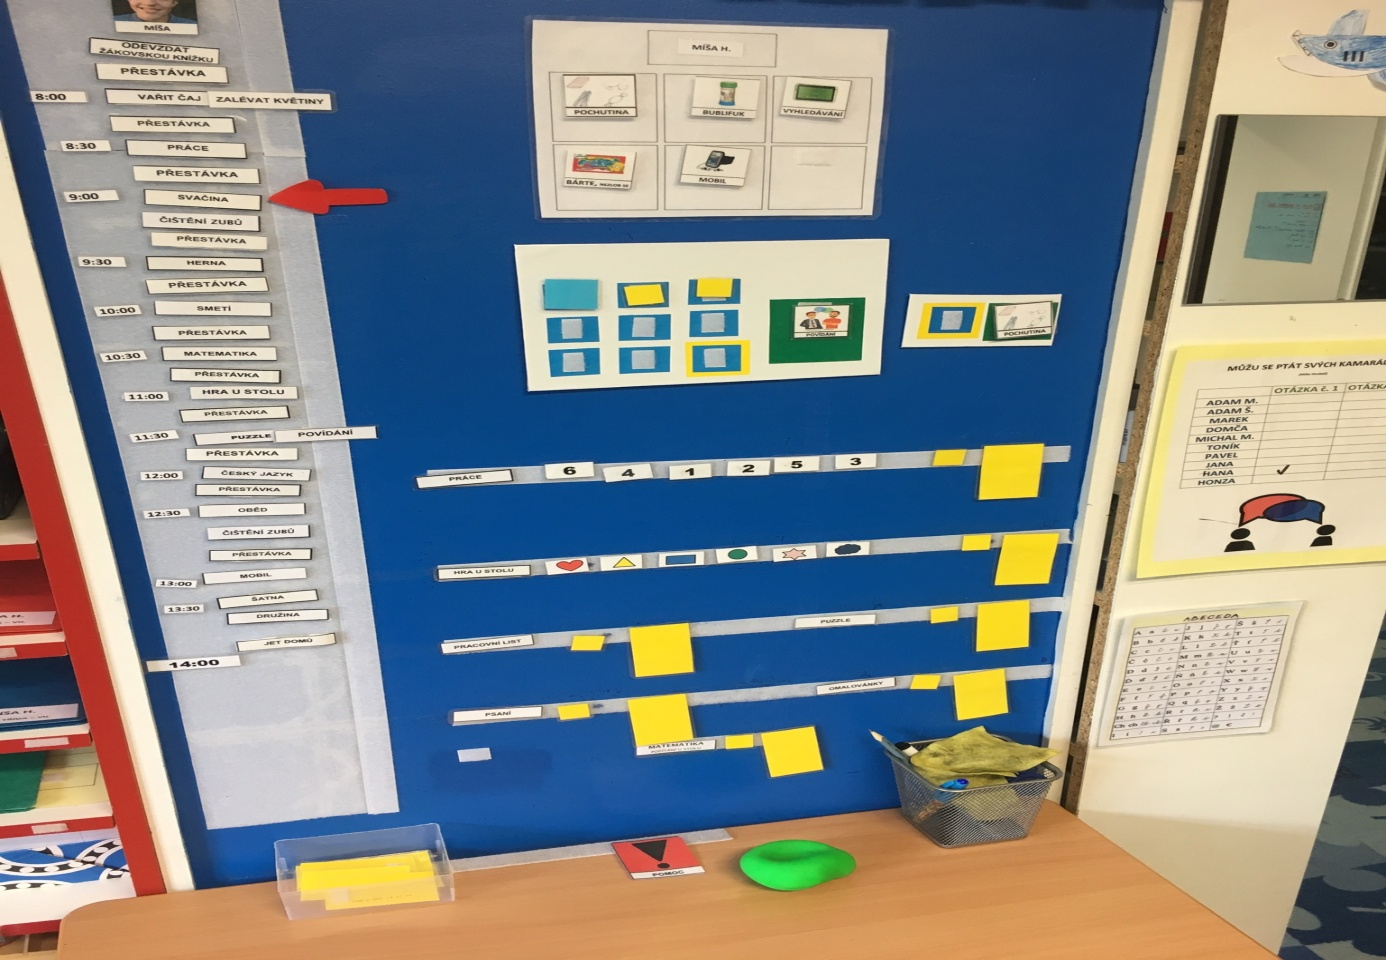 MÍŠA
ODEVZDAT
ŽÁKOVSKOU KNÍŽKU
PŘESTÁVKA
8:00 VAŘIT ČAJ ZALÉVAT KVĚTINY
PŘESTÁVKA
8:30 PRÁCE
PŘESTÁVKA
9:00 SVAČINA
ČIŠTĚNÍ ZUBŮ
PŘESTÁVKA
9:30 HERNA
PŘESTÁVKA
10:00 SMETÍ
PŘESTÁVKA
10:30 MATEMATIKA
PŘESTÁVKA
11:00 HRA U STOLU
PŘESTÁVKA
11:30 PUZZLE POVÍDÁNÍ
PŘESTÁVKA
12:00 ČESKÝ JAZYK
PŘESTÁVKA
12:30 OBĚD
ČIŠTĚNÍ ZUBŮ
PŘESTÁVKA
13:00 MOBIL
ŠATNA
13:30 DRUŽINA
JET DOMŮ
14:00
MÍŠA H.
POCHUTINA BUBLIFUK VYHLEDÁVÁNÍ
BÁRTE, NEZLOB SE MOBIL
POVÍDÁNÍ
POCHUTINA
PRÁCE 6 4 1 2 5 3
HRA U STOLU
PRACOVNÍ LIST PUZZLE
PSANÍ OMALOVÁNKY
MATEMATIKA
POMOC
MŮŽU SE PTÁT SVÝCH KAMARÁ
OTÁZKA č. 1 OTÁZKA
ADAM M.
ADAM Š.
MAREK
DOMČA
MICHAL M.
TONÍK
PAVEL
JANA
HANA ✓
HONZA
ABECEDA